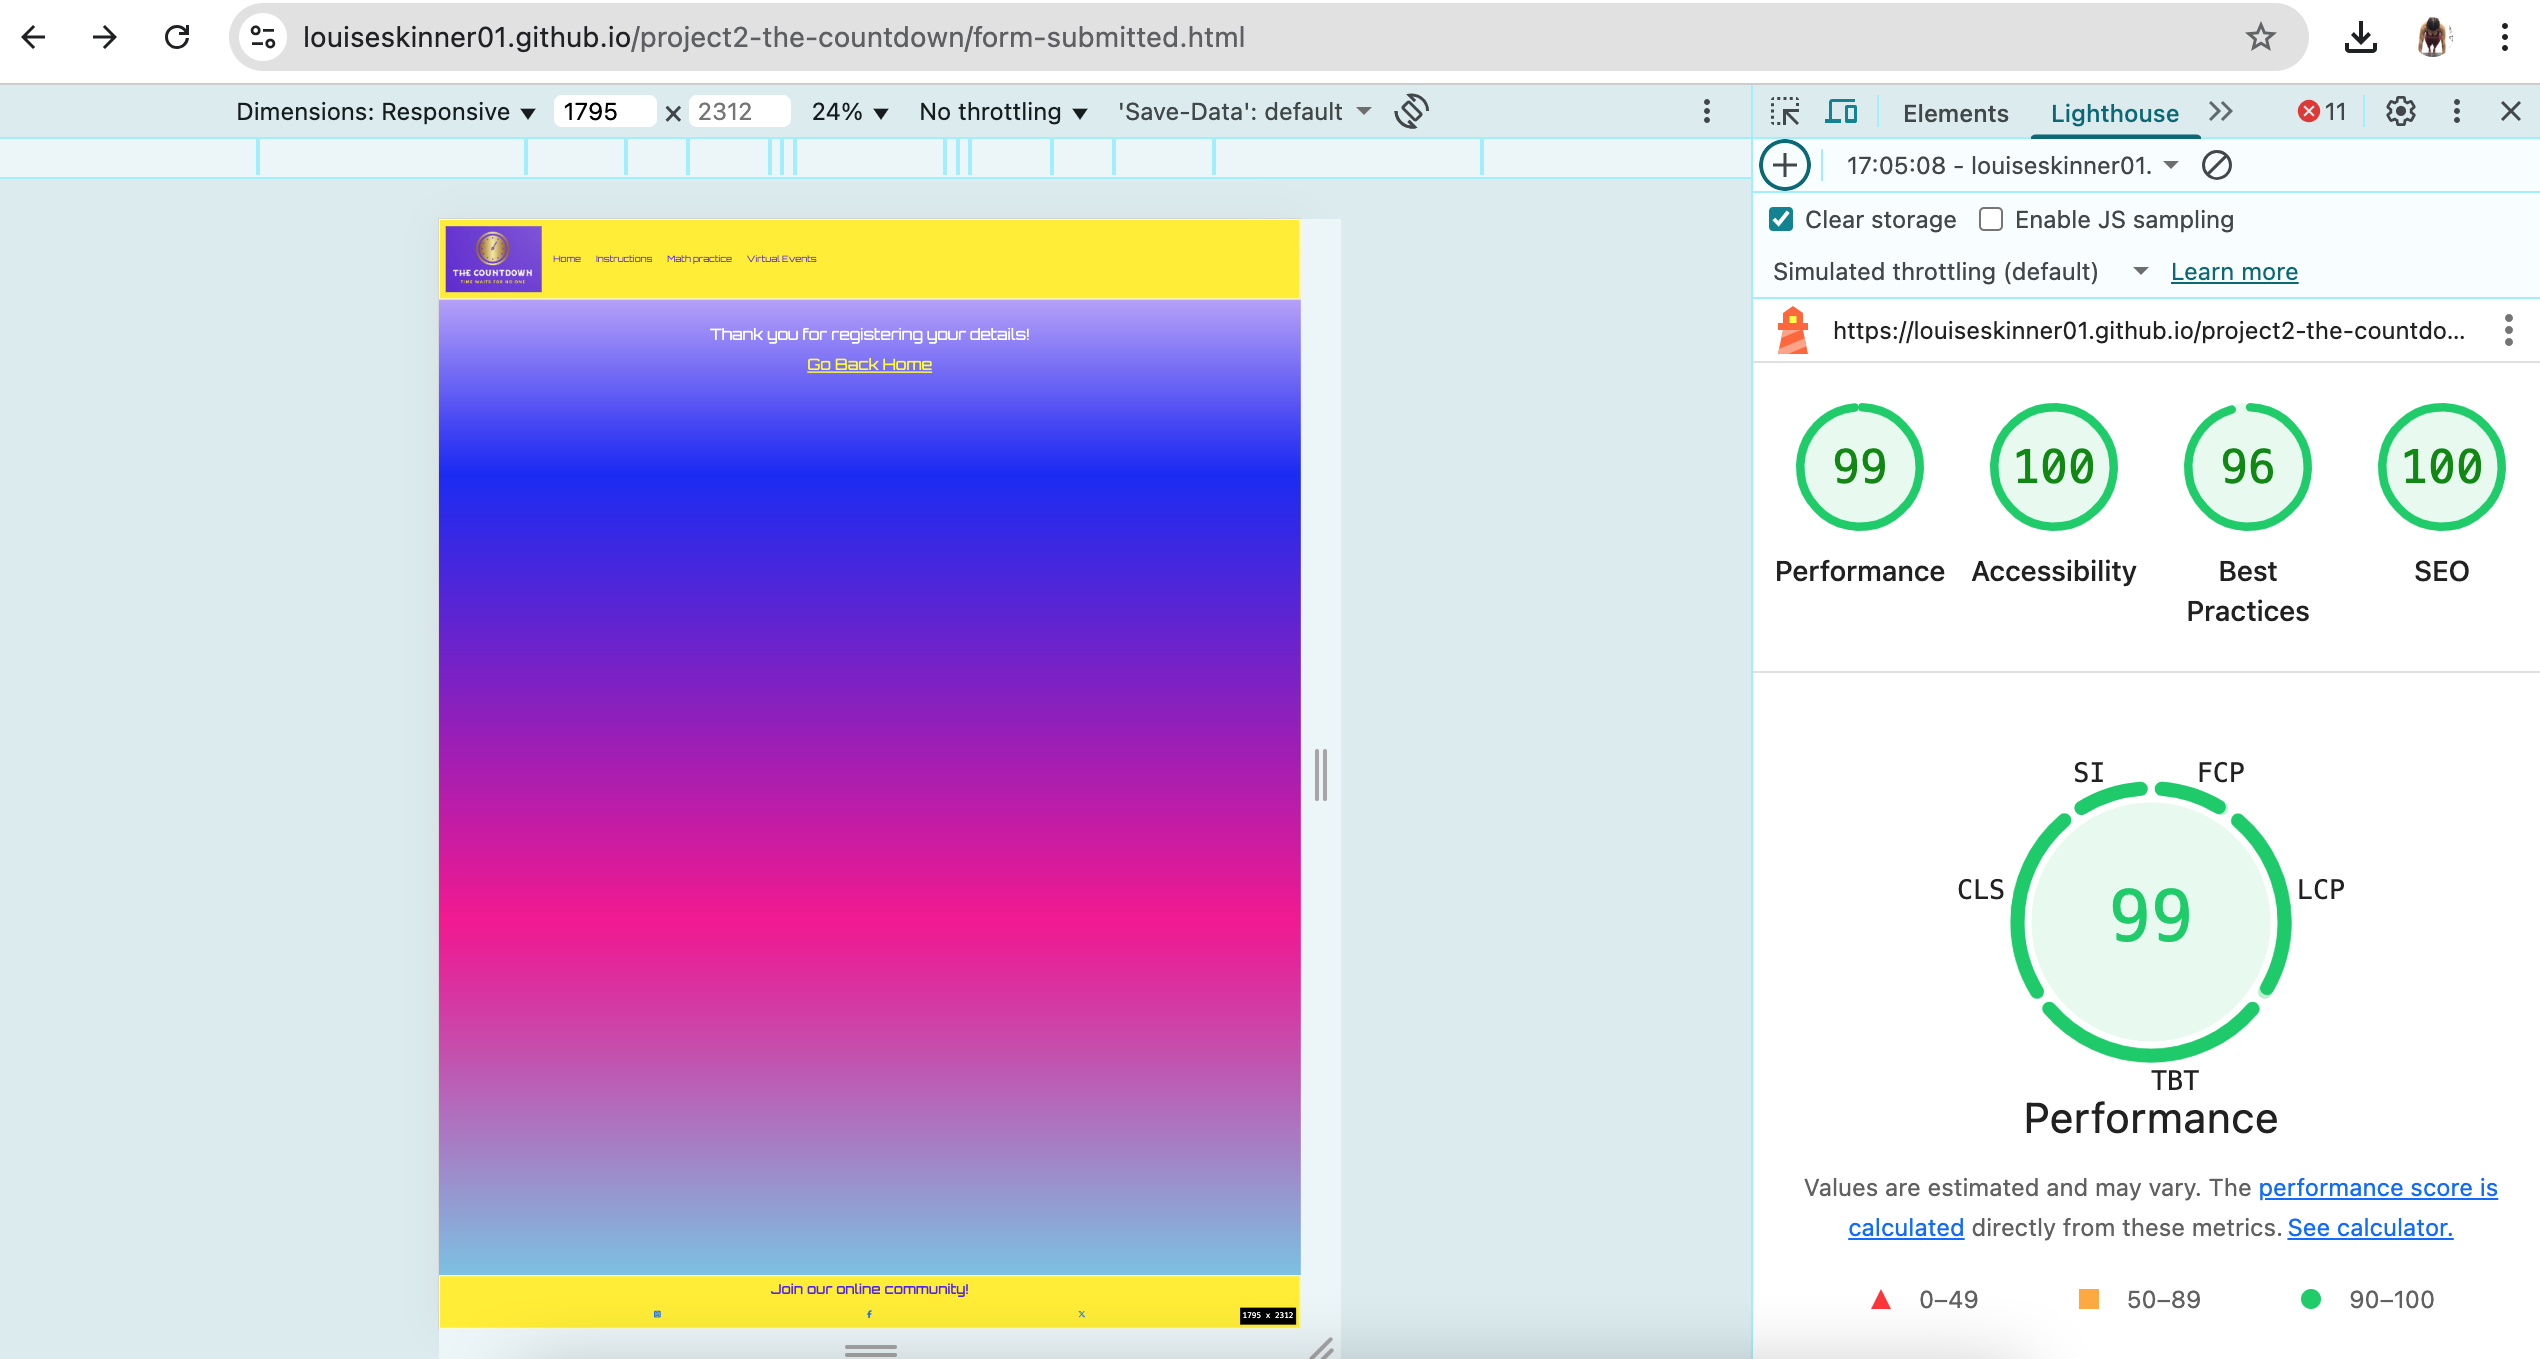 louiseskinner01.github.io/project2-the-countdown/form-submitted.html
Dimensions: Responsive ▼ 1795 × 2312 24% ▼ No throttling ▼ 'Save-Data': default
THE COUNTDOWN
TIME WAITS FOR NO ONE
Home Instructions Math practice Virtual Events
Thank you for registering your details!
Go Back Home
Join our online community!
1795 x 2312
Elements Lighthouse 11
17:05:08 - louiseskinner01.
Clear storage Enable JS sampling
Simulated throttling (default) Learn more
https://louiseskinner01.github.io/project2-the-countdo...
99 100 96 100
Performance Accessibility Best Practices SEO
SI FCP
CLS LCP
99
TBT
Performance
Values are estimated and may vary. The performance score is
calculated directly from these metrics. See calculator.
0–49 50–89 90–100